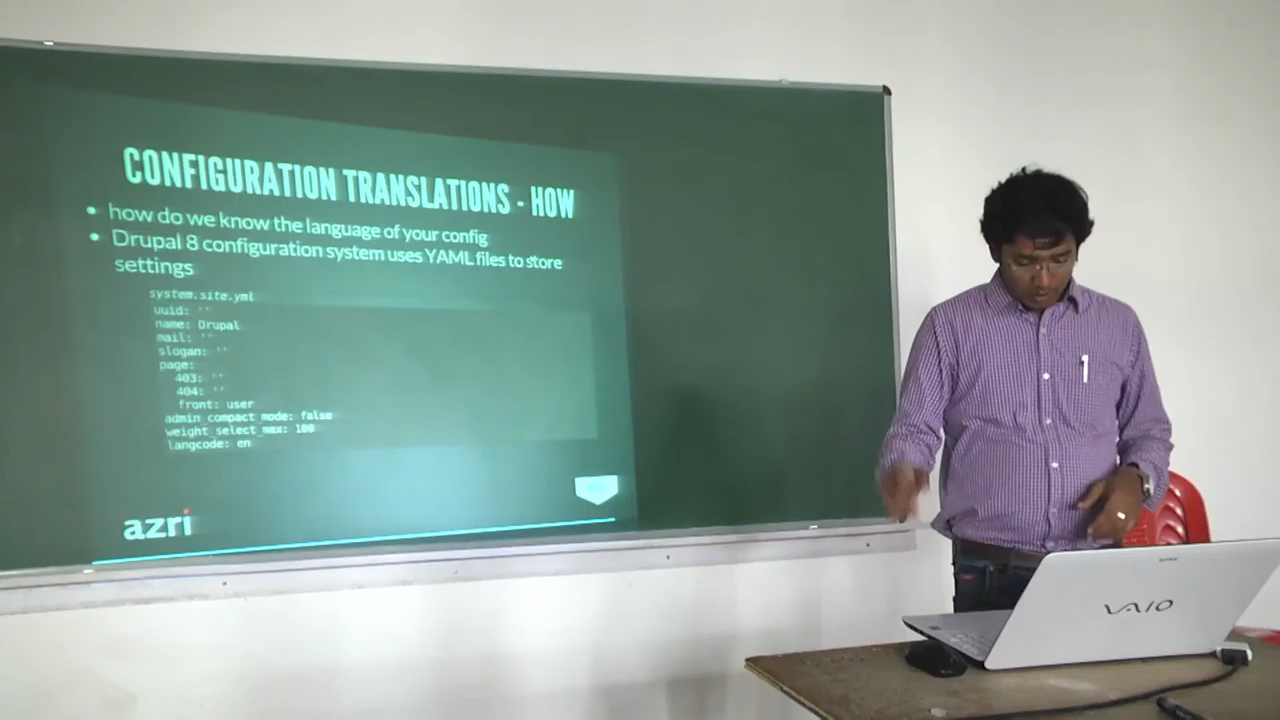 CONFIGURATION TRANSLATIONS - HOW
• how do we know the language of your config
• Drupal 8 configuration system uses YAML files to store
settings
system.site.yml
uuid: ''
name: Drupal
mail: ''
slogan: ''
page:
403: ''
404: ''
front: user
admin_compact_mode: false
weight_select_max: 100
langcode: en
azri
SONY
VAIO